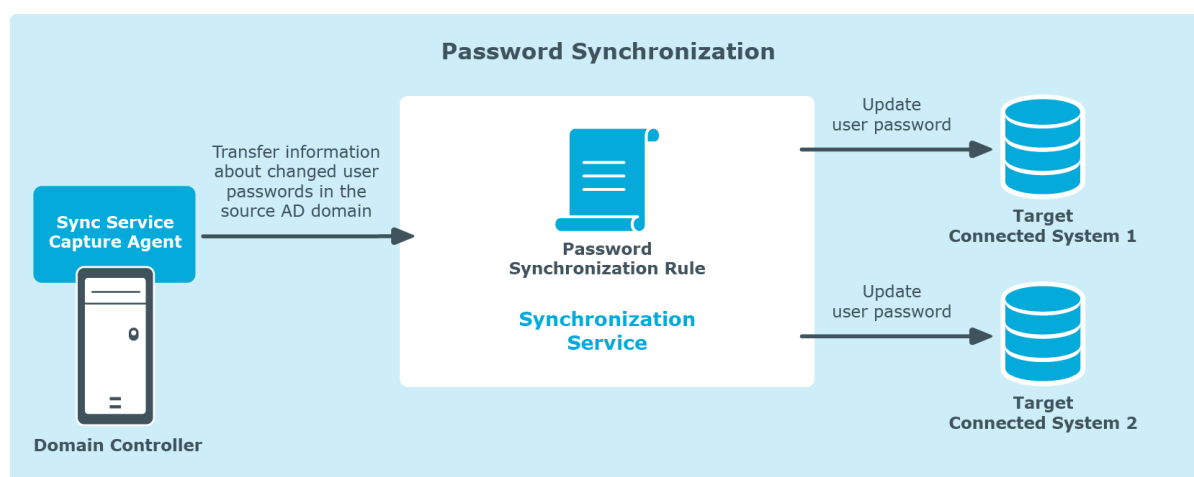 Password Synchronization
Transfer information
about changed user
passwords in the
source AD domain
Sync Service
Capture Agent
Domain Controller
Password
Synchronization Rule
Synchronization
Service
Update
user password
Target
Connected System 1
Update
user password
Target
Connected System 2